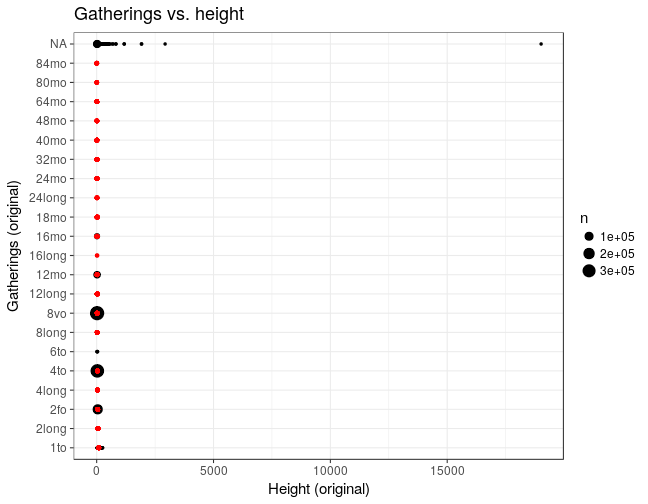 Gatherings vs. height
Gatherings (original)
NA
84mo
80mo
64mo
48mo
40mo
32mo
24mo
24long
18mo
16mo
16long
12mo
12long
8vo
8long
6to
4to
4long
2fo
2long
1to
0
5000
10000
15000
Height (original)
n
1e+05
2e+05
3e+05